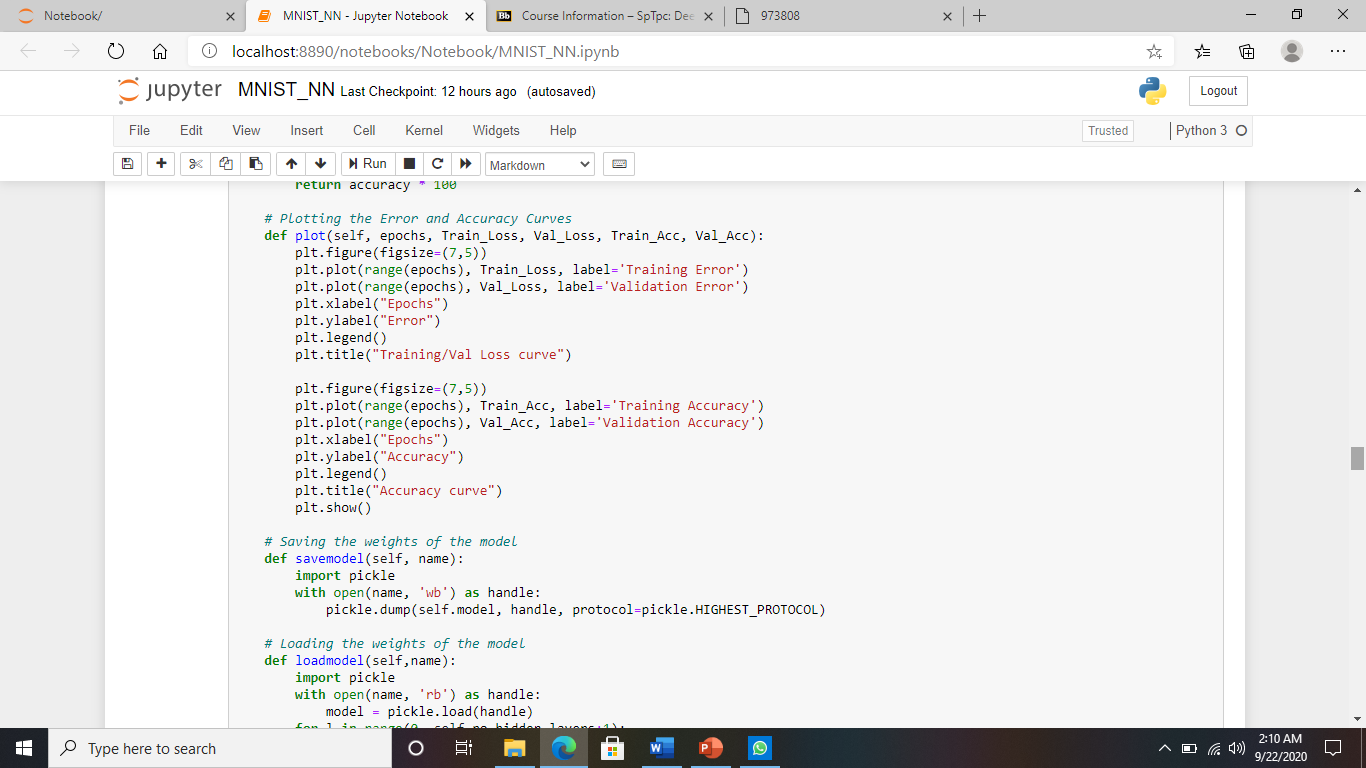 Notebook/
MNIST_NN - Jupyter Notebook
Bb Course Information – SpTpc: Dee
973808
localhost:8890/notebooks/Notebook/MNIST_NN.ipynb
jupyter MNIST_NN Last Checkpoint: 12 hours ago (autosaved)
Logout
File Edit View Insert Cell Kernel Widgets Help
Trusted Python 3
Run Markdown
return accuracy * 100
# Plotting the Error and Accuracy Curves
def plot(self, epochs, Train_Loss, Val_Loss, Train_Acc, Val_Acc):
    plt.figure(figsize=(7,5))
    plt.plot(range(epochs), Train_Loss, label='Training Error')
    plt.plot(range(epochs), Val_Loss, label='Validation Error')
    plt.xlabel("Epochs")
    plt.ylabel("Error")
    plt.legend()
    plt.title("Training/Val Loss curve")
    plt.figure(figsize=(7,5))
    plt.plot(range(epochs), Train_Acc, label='Training Accuracy')
    plt.plot(range(epochs), Val_Acc, label='Validation Accuracy')
    plt.xlabel("Epochs")
    plt.ylabel("Accuracy")
    plt.legend()
    plt.title("Accuracy curve")
    plt.show()
# Saving the weights of the model
def savemodel(self, name):
    import pickle
    with open(name, 'wb') as handle:
        pickle.dump(self.model, handle, protocol=pickle.HIGHEST_PROTOCOL)
# Loading the weights of the model
def loadmodel(self,name):
    import pickle
    with open(name, 'rb') as handle:
        model = pickle.load(handle)
    for l in range(0, self.no_hidden_layers+1):
Type here to search
2:10 AM
9/22/2020